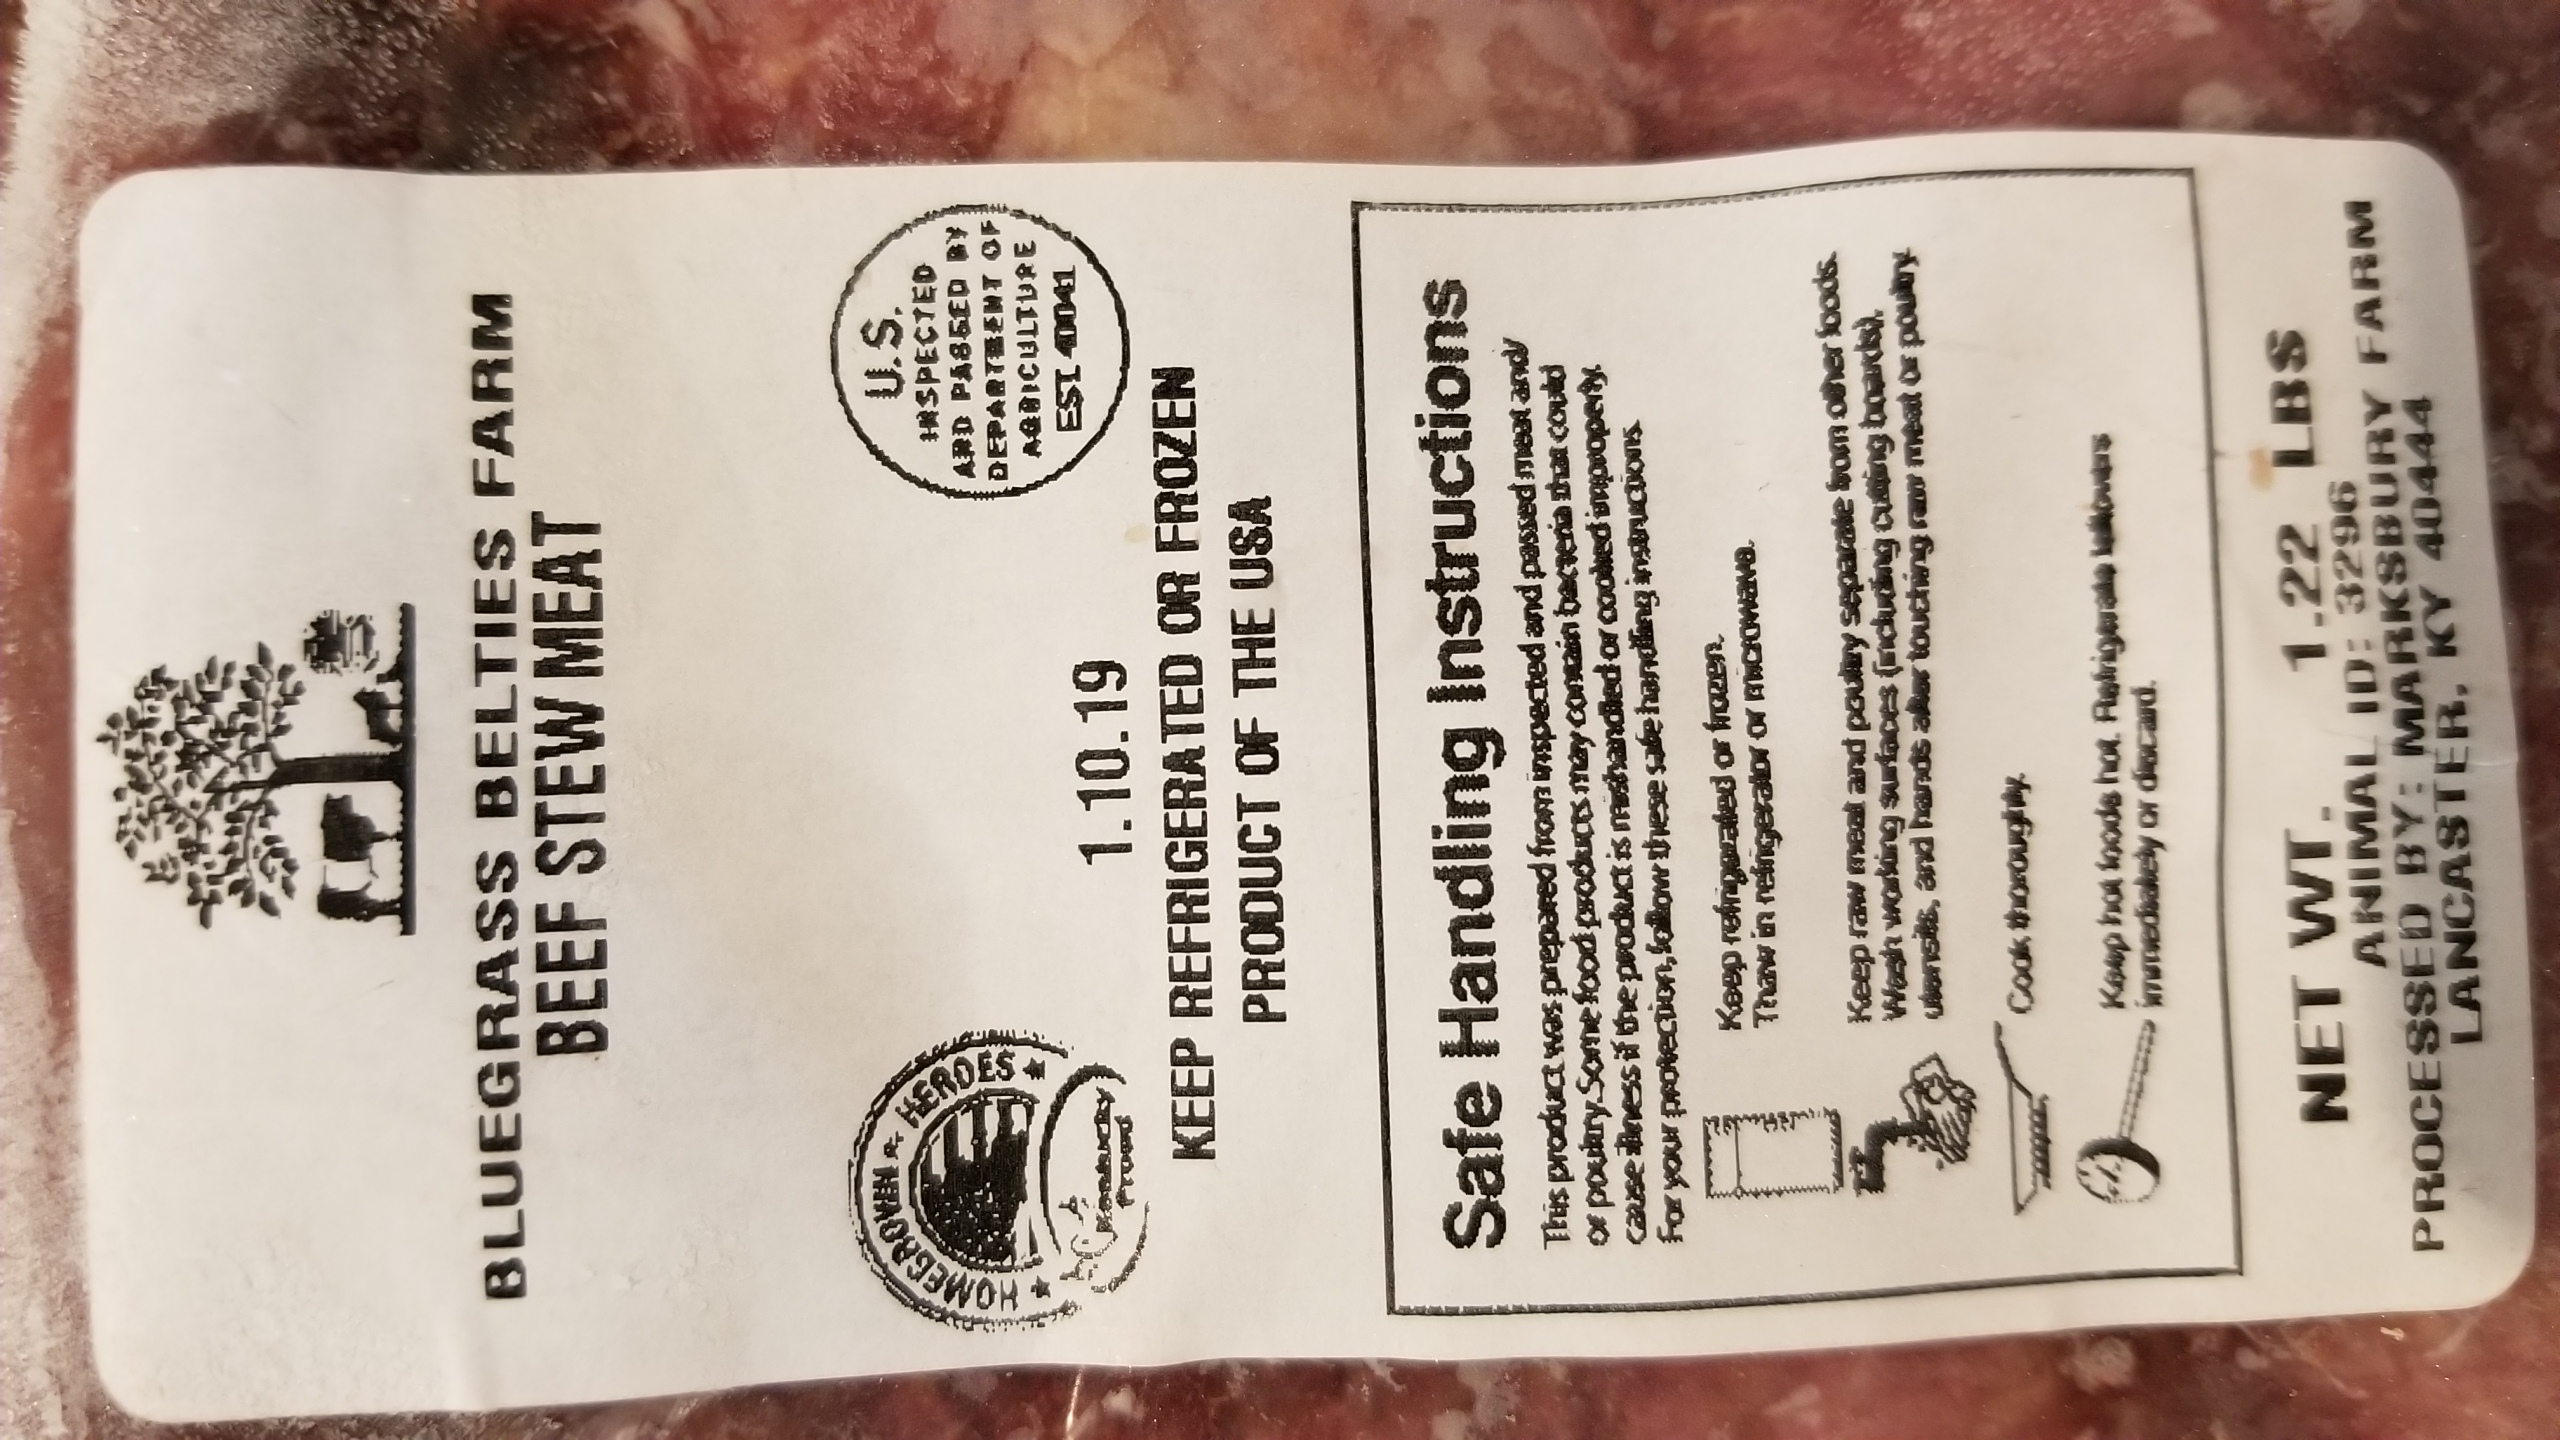 BLUEGRASS BELTIES FARM
BEEF STEW MEAT
HOMEGROWN HEROES
Kentucky
Proud
U.S.
INSPECTED
AND PASSED BY
DEPARTMENT OF
AGRICULTURE
EST. 40041
1.10.19
KEEP REFRIGERATED OR FROZEN
PRODUCT OF THE USA
Safe Handling Instructions
This product was prepared from inspected and passed meat and/
or poultry. Some food products may contain bacteria that could
cause illness if the product is mishandled or cooked improperly.
For your protection, follow these safe handling instructions.
Keep refrigerated or frozen.
Thaw in refrigerator or microwave.
Keep raw meat and poultry separate from other foods.
Wash working surfaces (including cutting boards),
utensils, and hands after touching raw meat or poultry.
Cook thoroughly.
Keep hot foods hot. Refrigerate leftovers
immediately or discard.
NET WT. 1.22 LBS
ANIMAL ID: 3296
PROCESSED BY: MARKSBURY FARM
LANCASTER, KY 40444